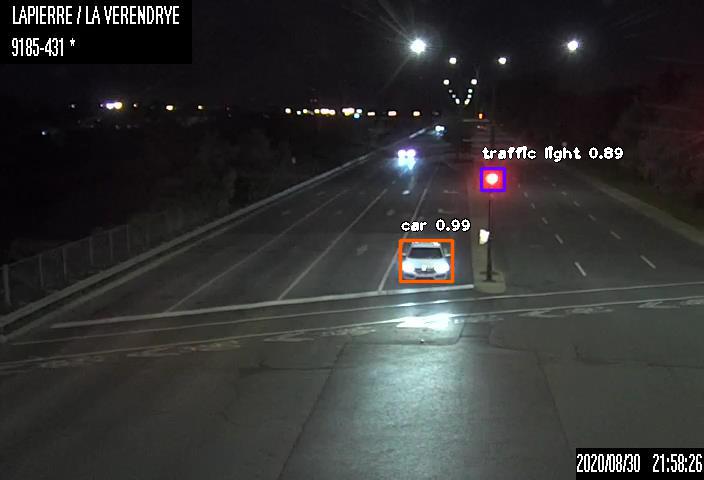 LAPIERRE / LA VERENDRYE
9185-431 *
traffic light 0.89
car 0.99
2020/08/30 21:58:26